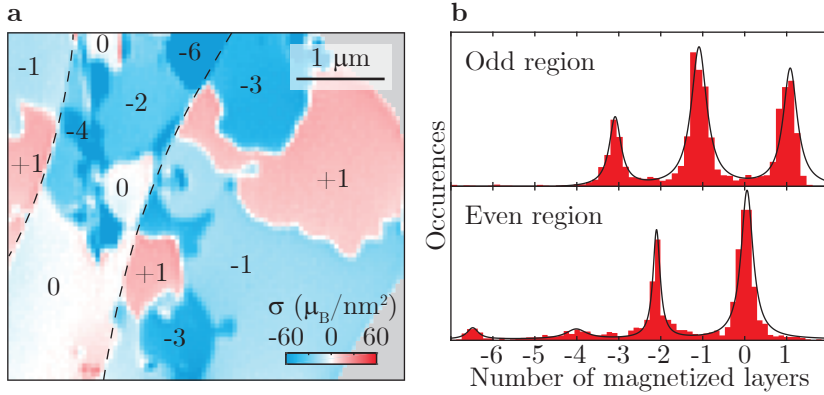 a
b
0
-6
1 μm
-1
-3
-2
-4
+1
0
+1
0
+1
-1
-3
σ (μB/nm²)
-60 0 60
Occurences
Odd region
Even region
-6 -5 -4 -3 -2 -1 0 1
Number of magnetized layers